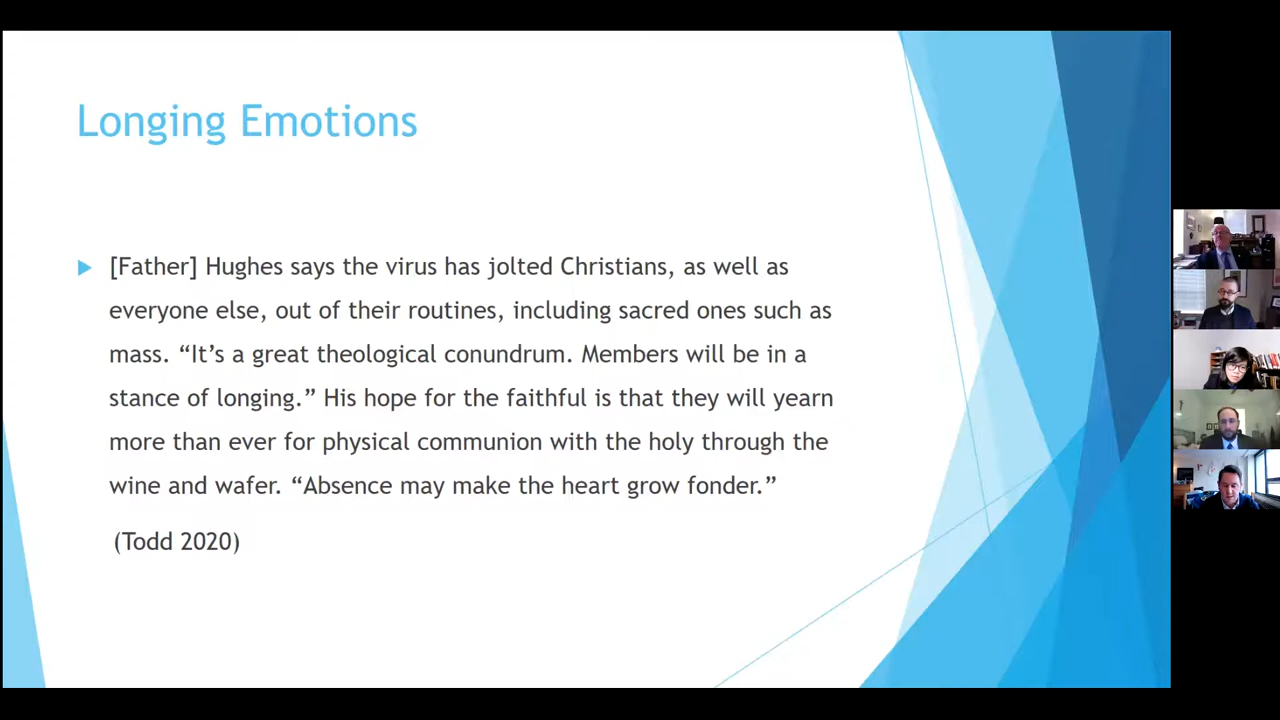 Longing Emotions
[Father] Hughes says the virus has jolted Christians, as well as
everyone else, out of their routines, including sacred ones such as
mass. “It’s a great theological conundrum. Members will be in a
stance of longing.” His hope for the faithful is that they will yearn
more than ever for physical communion with the holy through the
wine and wafer. “Absence may make the heart grow fonder.”
(Todd 2020)